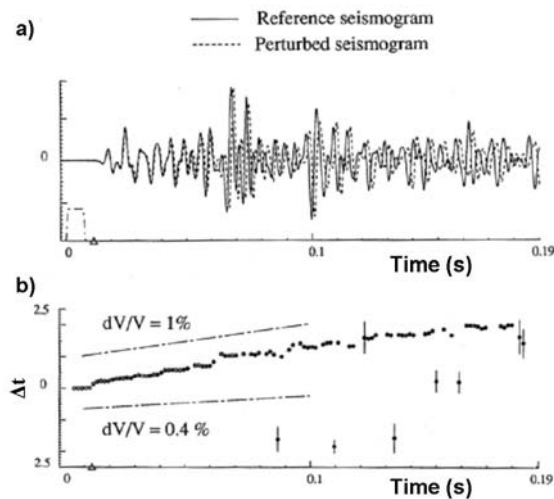 Reference seismogram
Perturbed seismogram
a)
0
0
0.1
0.19
Time (s)
b)
2.5
dV/V = 1%
Δt
0
dV/V = 0.4 %
2.5
0
0.1
0.19
Time (s)